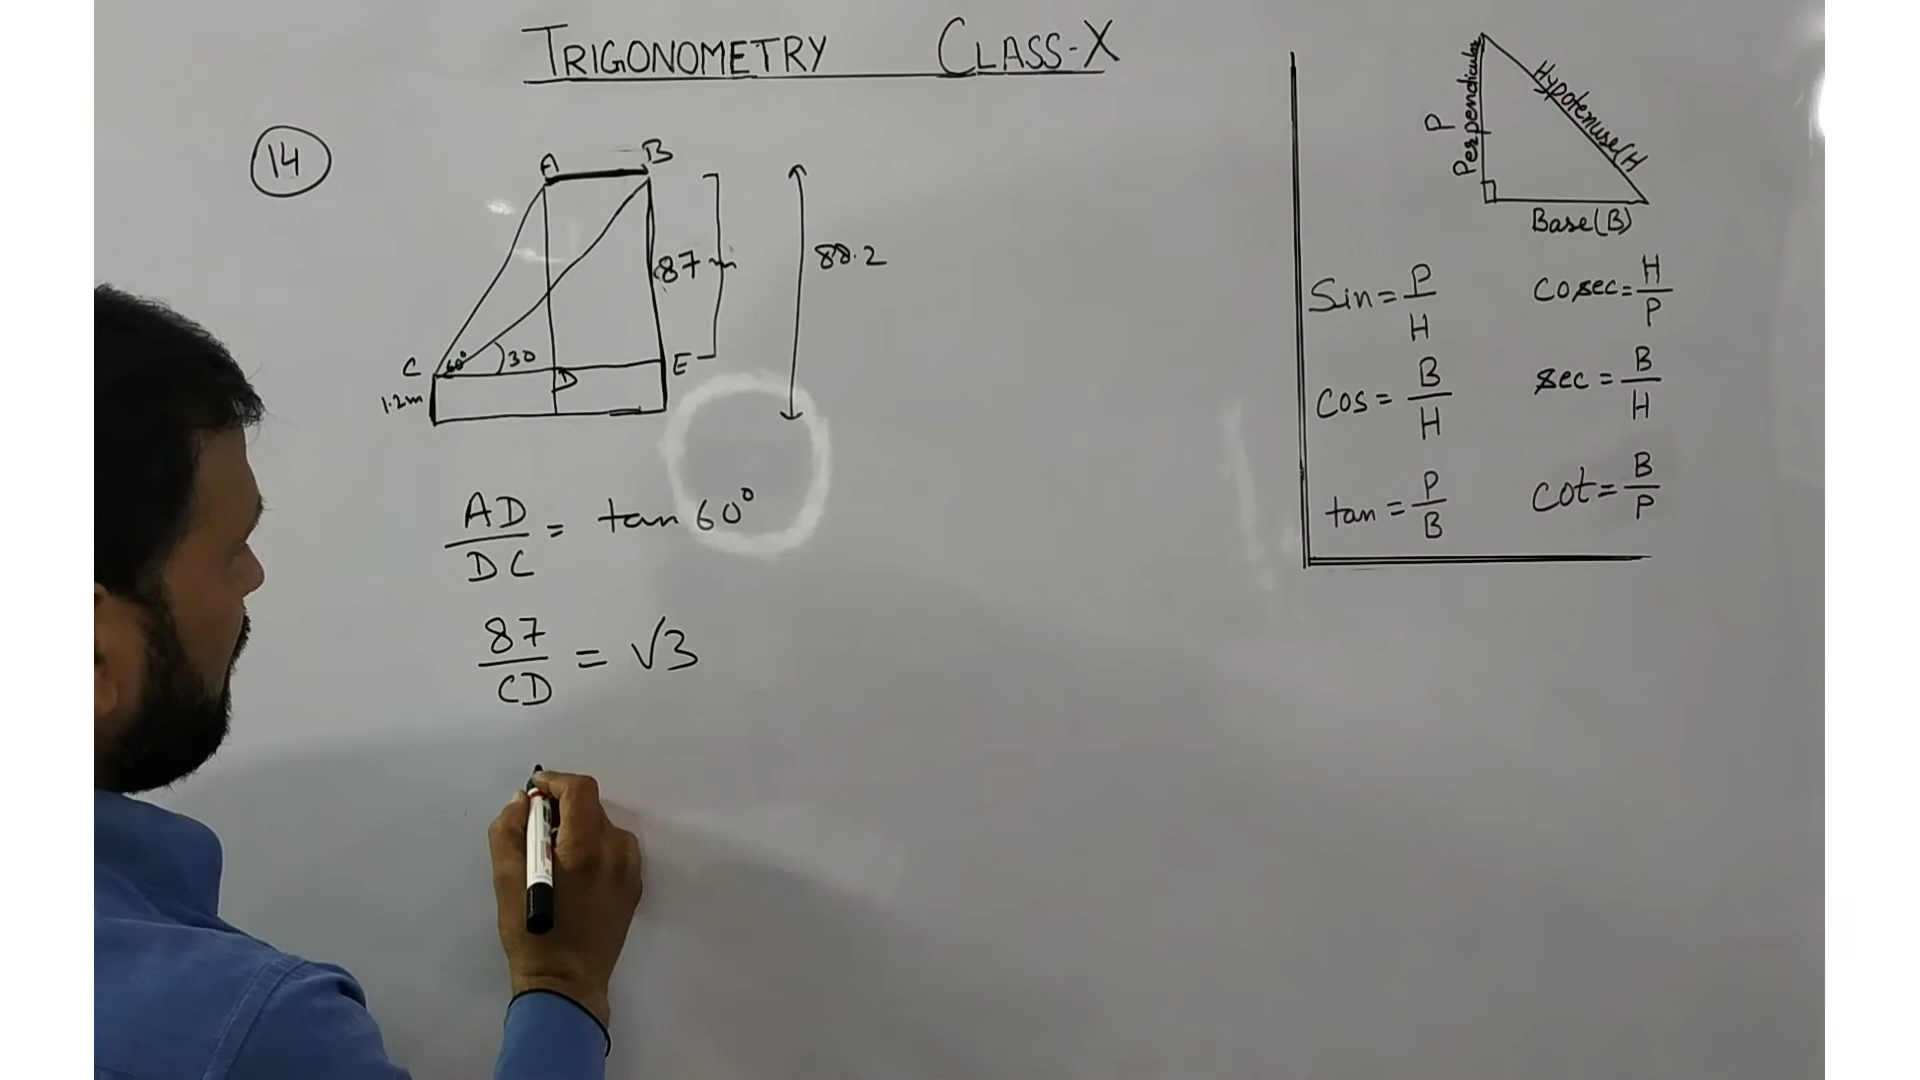 TRIGONOMETRY CLASS-X
14
A B
87 m
88.2
C 60° 30 D E
1.2m
AD/DC = tan 60°
87/CD = √3
P
Perpendicular
Hypotenuse(H
Base(B)
Sin = P/H cosec = H/P
cos = B/H sec = B/H
tan = P/B cot = B/P